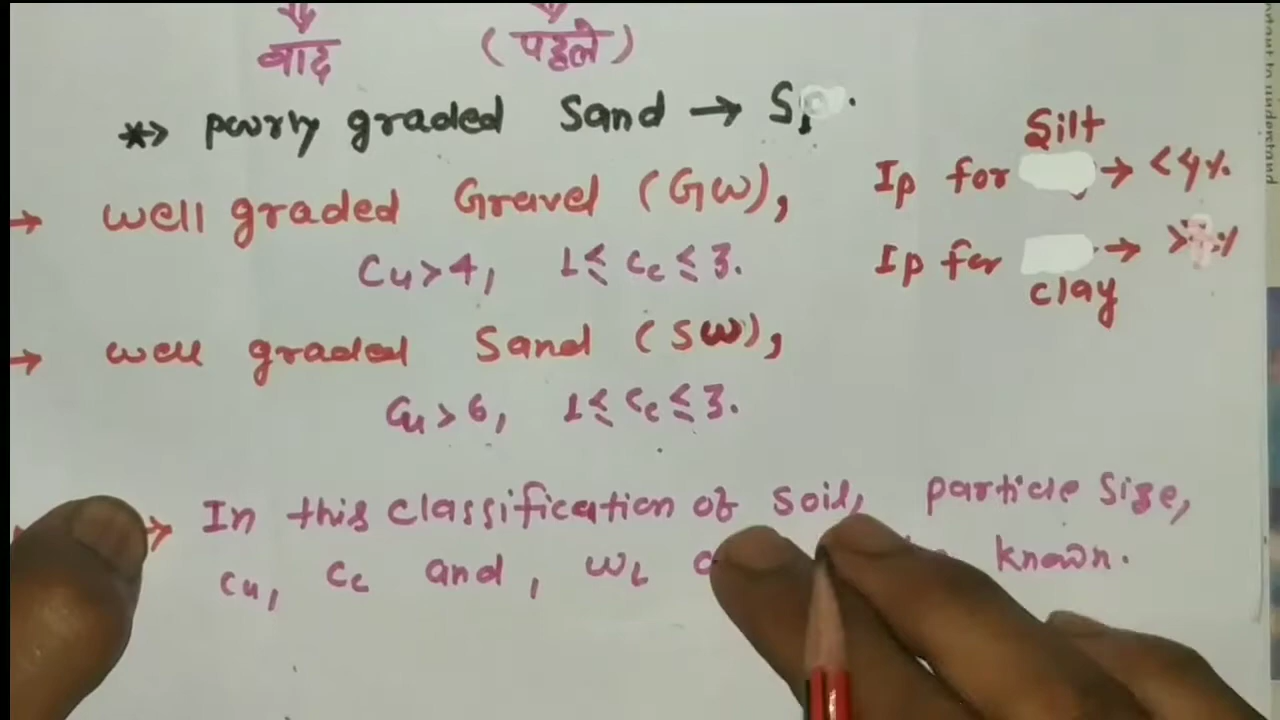 बाद (पहले)
*→ poorly graded Sand → S
→ well graded Gravel (GW),
Cu > 4, 1 ≤ Cc ≤ 3.
→ well graded Sand (SW),
Cu > 6, 1 ≤ Cc ≤ 3.
→ In this classification of soil, particle size,
Cu, Cc and, WL known.
Silt
Ip for → < 4%
Ip for → > 7%
clay